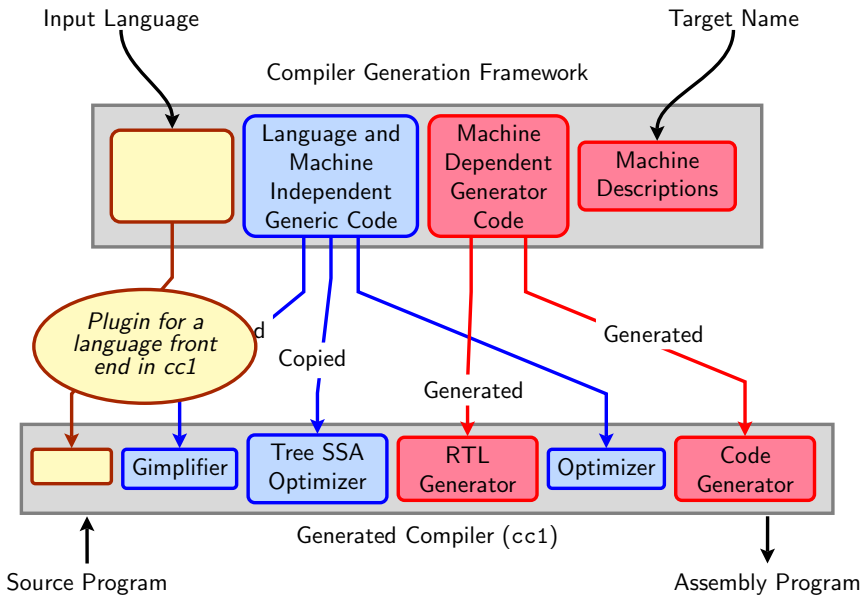 Input Language
Target Name
Compiler Generation Framework
Language and
Machine
Independent
Generic Code
Machine
Dependent
Generator
Code
Machine
Descriptions
Plugin for a
language front
end in cc1
Copied
Generated
Generated
Gimplifier
Tree SSA
Optimizer
RTL
Generator
Optimizer
Code
Generator
Generated Compiler (cc1)
Source Program
Assembly Program